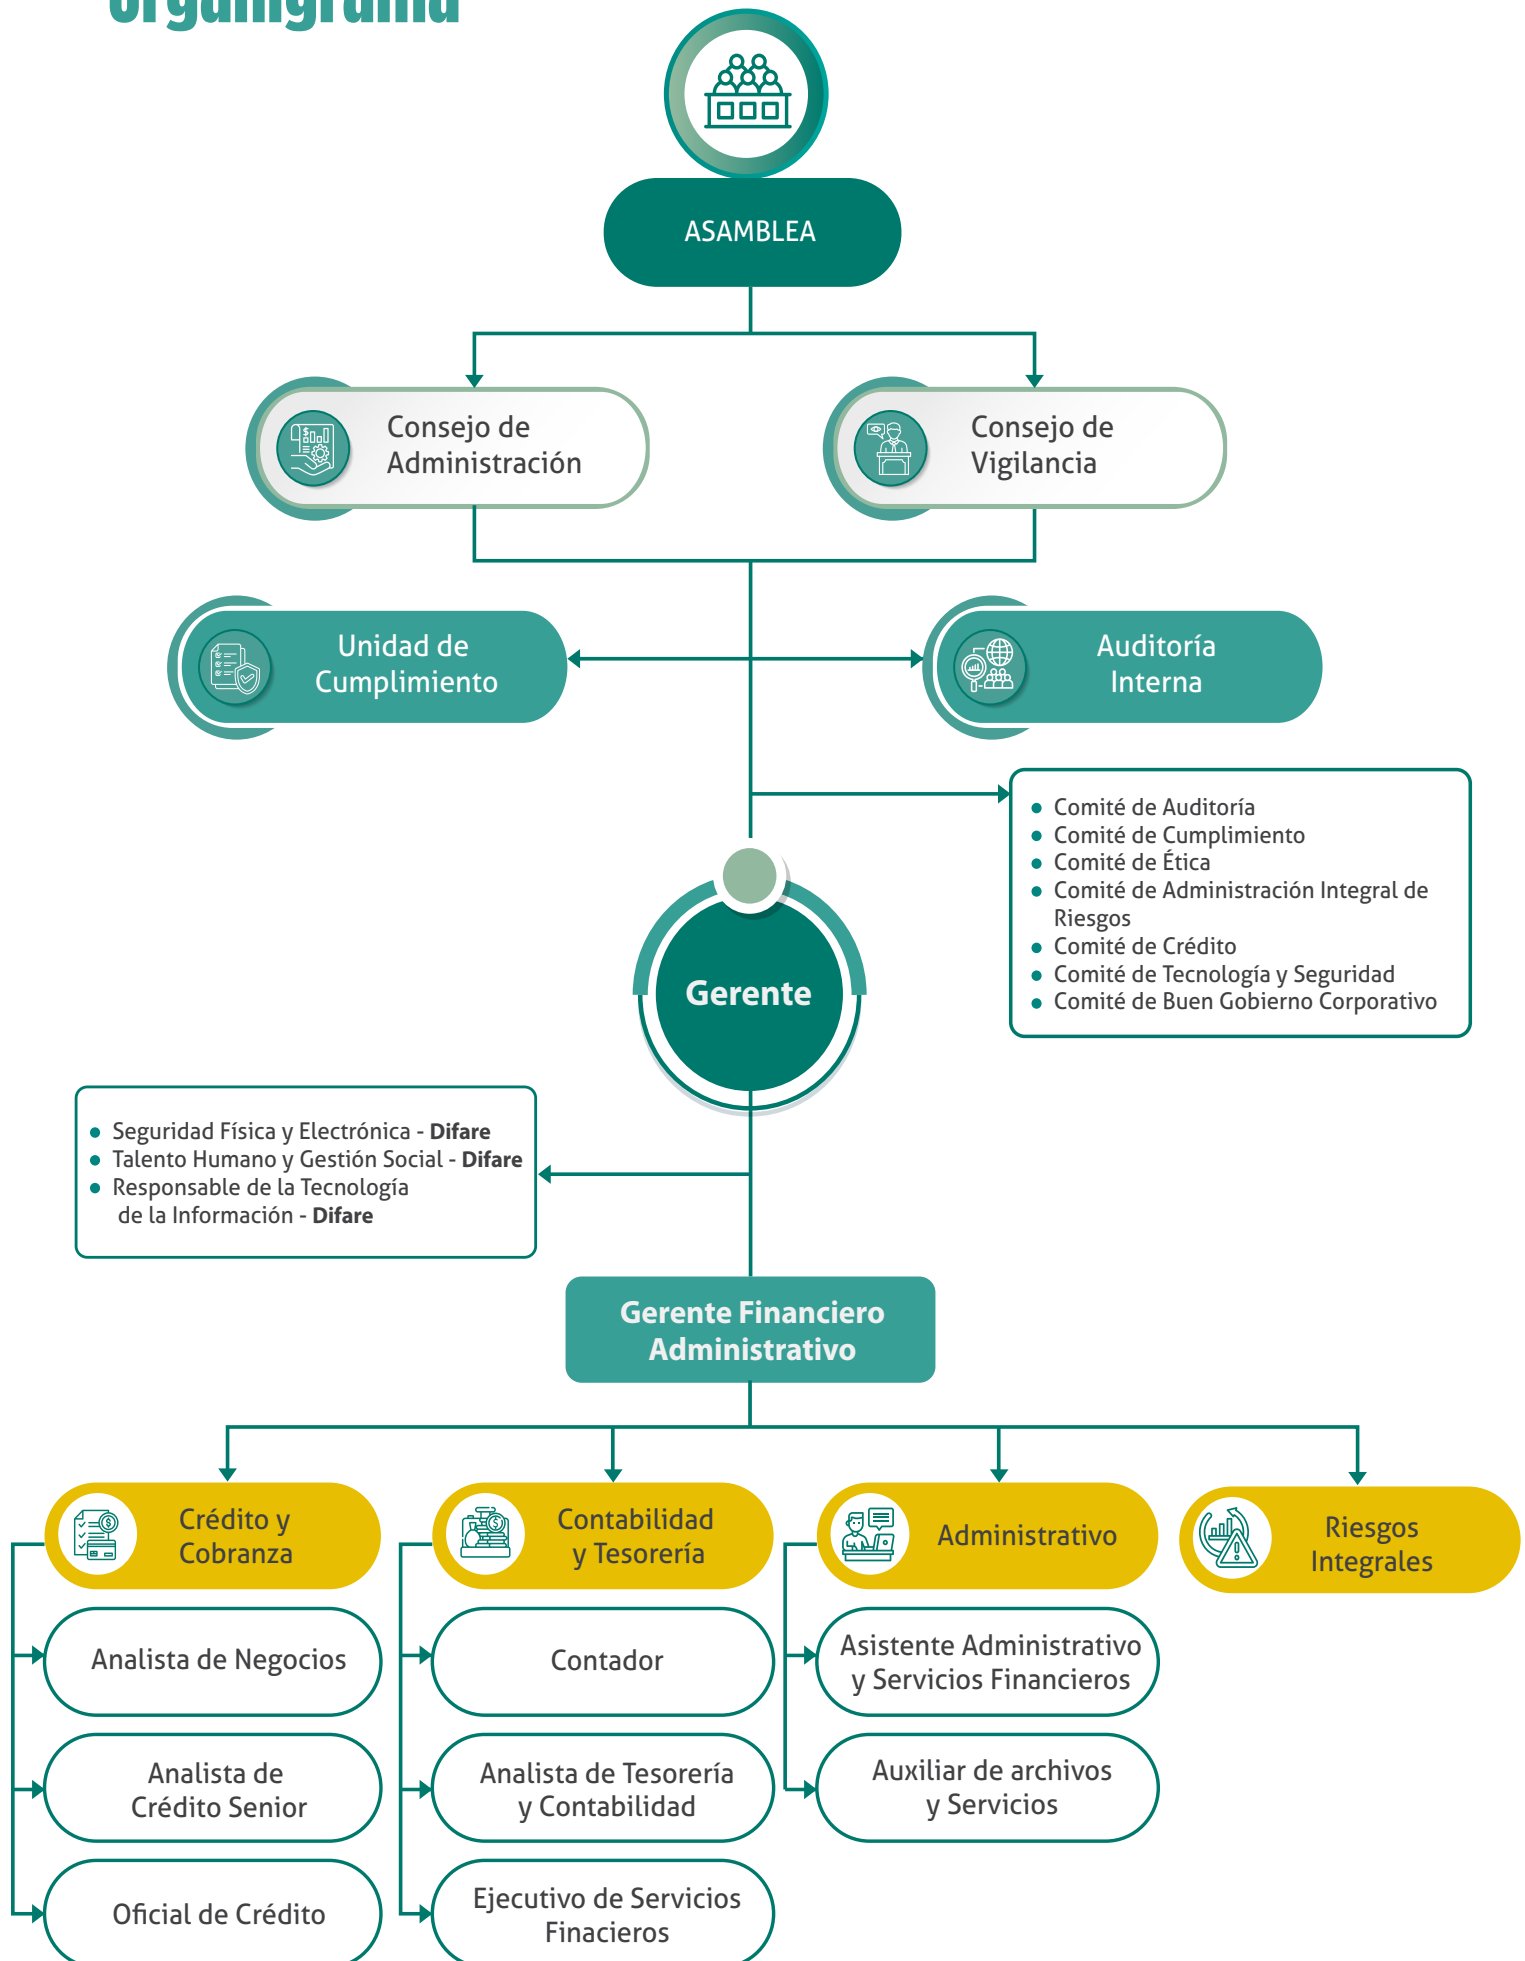 organigrama
ASAMBLEA
Consejo de
Administración
Consejo de
Vigilancia
Unidad de
Cumplimiento
Auditoría
Interna
Comité de Auditoría
Comité de Cumplimiento
Comité de Ética
Comité de Administración Integral de
Riesgos
Comité de Crédito
Comité de Tecnología y Seguridad
Comité de Buen Gobierno Corporativo
Gerente
Seguridad Física y Electrónica - Difare
Talento Humano y Gestión Social - Difare
Responsable de la Tecnología
de la Información - Difare
Gerente Financiero
Administrativo
Crédito y
Cobranza
Analista de Negocios
Analista de
Crédito Senior
Oficial de Crédito
Contabilidad
y Tesorería
Contador
Analista de Tesorería
y Contabilidad
Ejecutivo de Servicios
Finacieros
Administrativo
Asistente Administrativo
y Servicios Financieros
Auxiliar de archivos
y Servicios
Riesgos
Integrales